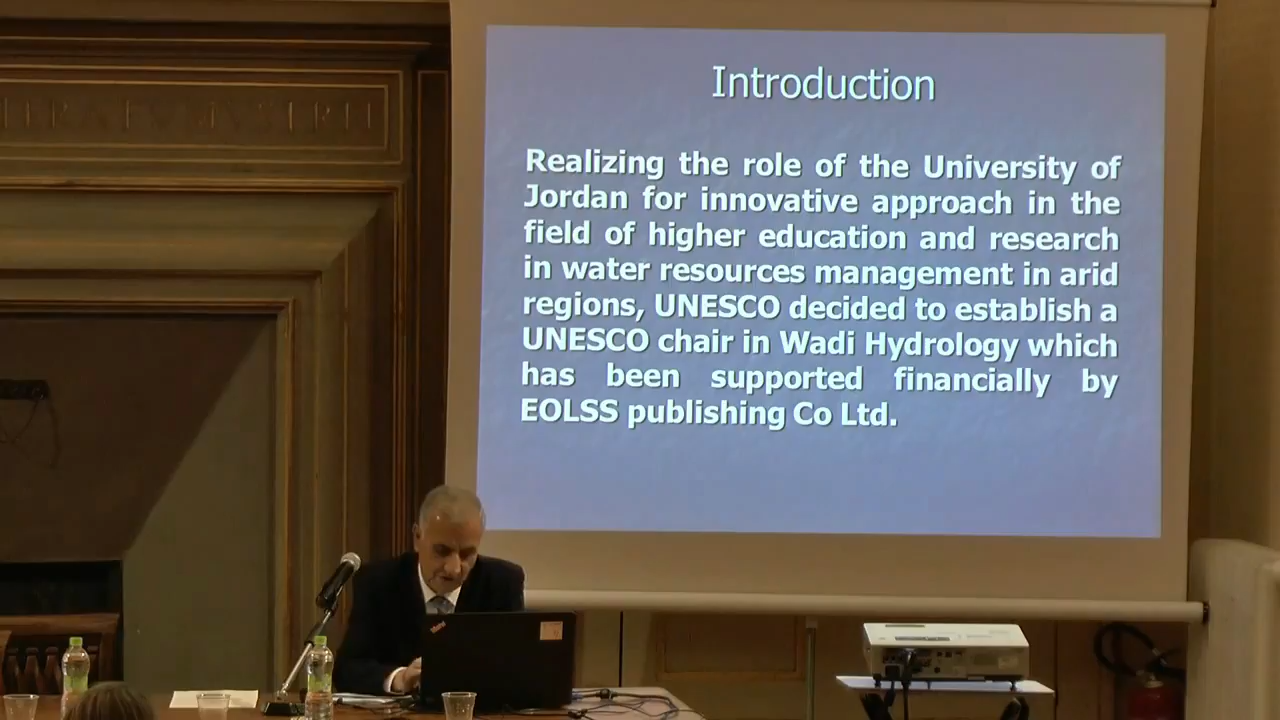 Introduction
Realizing the role of the University of
Jordan for innovative approach in the
field of higher education and research
in water resources management in arid
regions, UNESCO decided to establish a
UNESCO chair in Wadi Hydrology which
has been supported financially by
EOLSS publishing Co Ltd.